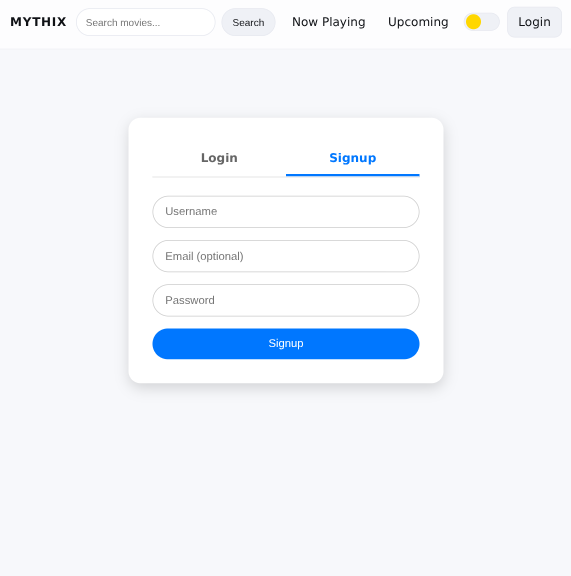 MYTHIX Search movies... Search Now Playing Upcoming Login
Login Signup
Username
Email (optional)
Password
Signup